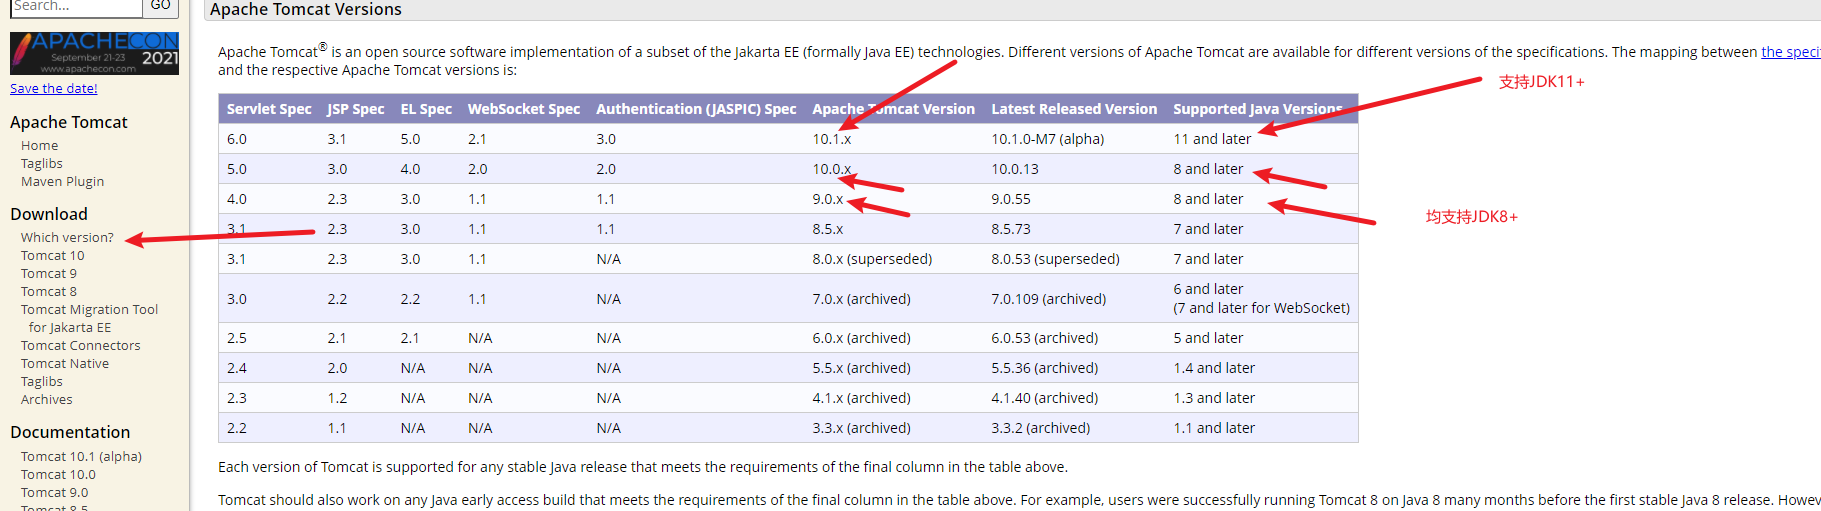 Search...
GO
APACHECON
September 21-23
2021
www.apachecon.com
Save the date!
Apache Tomcat
Home
Taglibs
Maven Plugin
Download
Which version?
Tomcat 10
Tomcat 9
Tomcat 8
Tomcat Migration Tool
for Jakarta EE
Tomcat Connectors
Tomcat Native
Taglibs
Archives
Documentation
Tomcat 10.1 (alpha)
Tomcat 10.0
Tomcat 9.0
Tomcat 8.5
Apache Tomcat Versions
Apache Tomcat® is an open source software implementation of a subset of the Jakarta EE (formally Java EE) technologies. Different versions of Apache Tomcat are available for different versions of the specifications. The mapping between the speci
and the respective Apache Tomcat versions is:
支持JDK11+
Servlet Spec JSP Spec EL Spec WebSocket Spec Authentication (JASPIC) Spec Apache Tomcat Version Latest Released Version Supported Java Versions
6.0 3.1 5.0 2.1 3.0 10.1.x 10.1.0-M7 (alpha) 11 and later
5.0 3.0 4.0 2.0 2.0 10.0.x 10.0.13 8 and later
4.0 2.3 3.0 1.1 1.1 9.0.x 9.0.55 8 and later
均支持JDK8+
3.1 2.3 3.0 1.1 1.1 8.5.x 8.5.73 7 and later
3.1 2.3 3.0 1.1 N/A 8.0.x (superseded) 8.0.53 (superseded) 7 and later
3.0 2.2 2.2 1.1 N/A 7.0.x (archived) 7.0.109 (archived) 6 and later
(7 and later for WebSocket)
2.5 2.1 2.1 N/A N/A 6.0.x (archived) 6.0.53 (archived) 5 and later
2.4 2.0 N/A N/A N/A 5.5.x (archived) 5.5.36 (archived) 1.4 and later
2.3 1.2 N/A N/A N/A 4.1.x (archived) 4.1.40 (archived) 1.3 and later
2.2 1.1 N/A N/A N/A 3.3.x (archived) 3.3.2 (archived) 1.1 and later
Each version of Tomcat is supported for any stable Java release that meets the requirements of the final column in the table above.
Tomcat should also work on any Java early access build that meets the requirements of the final column in the table above. For example, users were successfully running Tomcat 8 on Java 8 many months before the first stable Java 8 release. Howev